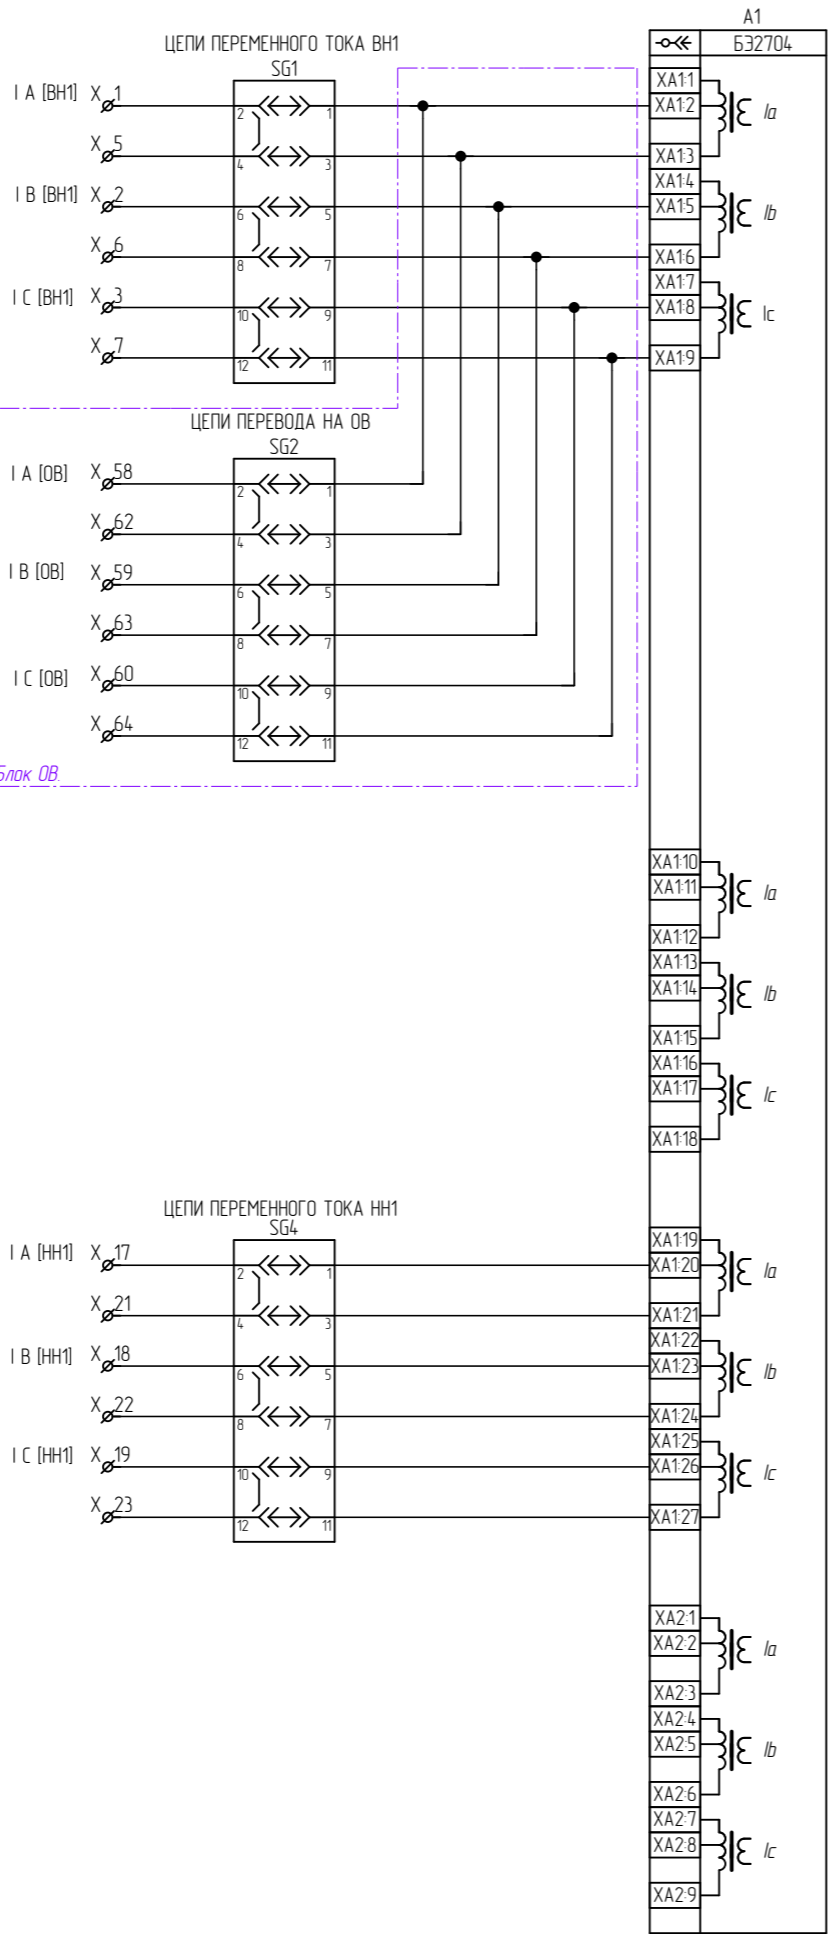 А1
БЭ2704
ЦЕПИ ПЕРЕМЕННОГО ТОКА ВН1
SG1
I A [ВН1] X 1
2 1
X 5
4 3
I B [ВН1] X 2
6 5
X 6
8 7
I C [ВН1] X 3
10 9
X 7
12 11
XA1:1
XA1:2
Ia
XA1:3
XA1:4
XA1:5
Ib
XA1:6
XA1:7
XA1:8
Ic
XA1:9
ЦЕПИ ПЕРЕВОДА НА ОВ
SG2
I A [ОВ] X 58
2 1
X 62
4 3
I B [ОВ] X 59
6 5
X 63
8 7
I C [ОВ] X 60
10 9
X 64
12 11
Блок ОВ.
XA1:10
XA1:11
Ia
XA1:12
XA1:13
XA1:14
Ib
XA1:15
XA1:16
XA1:17
Ic
XA1:18
ЦЕПИ ПЕРЕМЕННОГО ТОКА НН1
SG4
I A [НН1] X 17
2 1
X 21
4 3
I B [НН1] X 18
6 5
X 22
8 7
I C [НН1] X 19
10 9
X 23
12 11
XA1:19
XA1:20
Ia
XA1:21
XA1:22
XA1:23
Ib
XA1:24
XA1:25
XA1:26
Ic
XA1:27
XA2:1
XA2:2
Ia
XA2:3
XA2:4
XA2:5
Ib
XA2:6
XA2:7
XA2:8
Ic
XA2:9